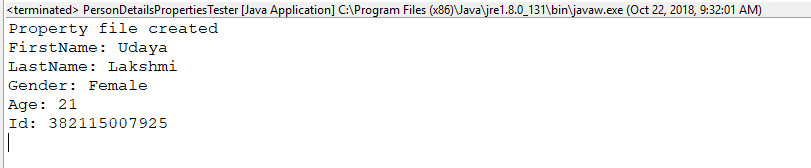 <terminated> PersonDetailsPropertiesTester [Java Application] C:\Program Files (x86)\Java\jre1.8.0_131\bin\javaw.exe (Oct 22, 2018, 9:32:01 AM)
Property file created
FirstName: Udaya
LastName: Lakshmi
Gender: Female
Age: 21
Id: 382115007925